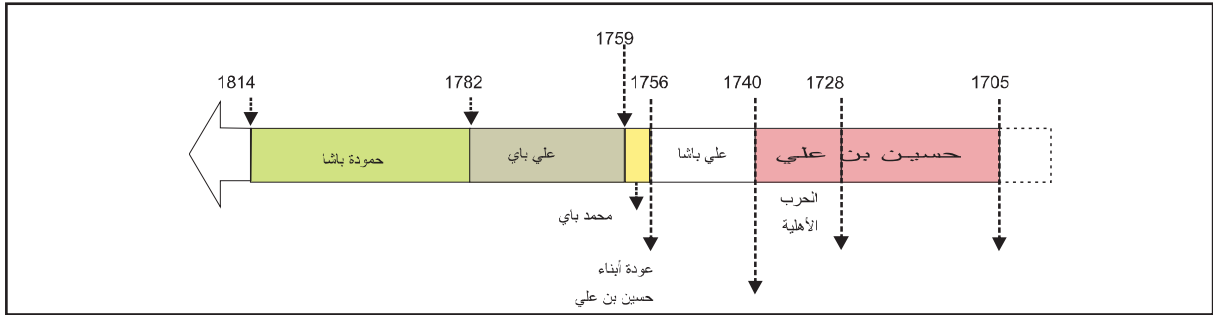 1759
1814
1782
1756
1740
1728
1705
حسين بن علي
علي باشا
علي باي
حمودة باشا
الحرب
الأهلية
محمد باي
عودة أبناء
حسين بن علي